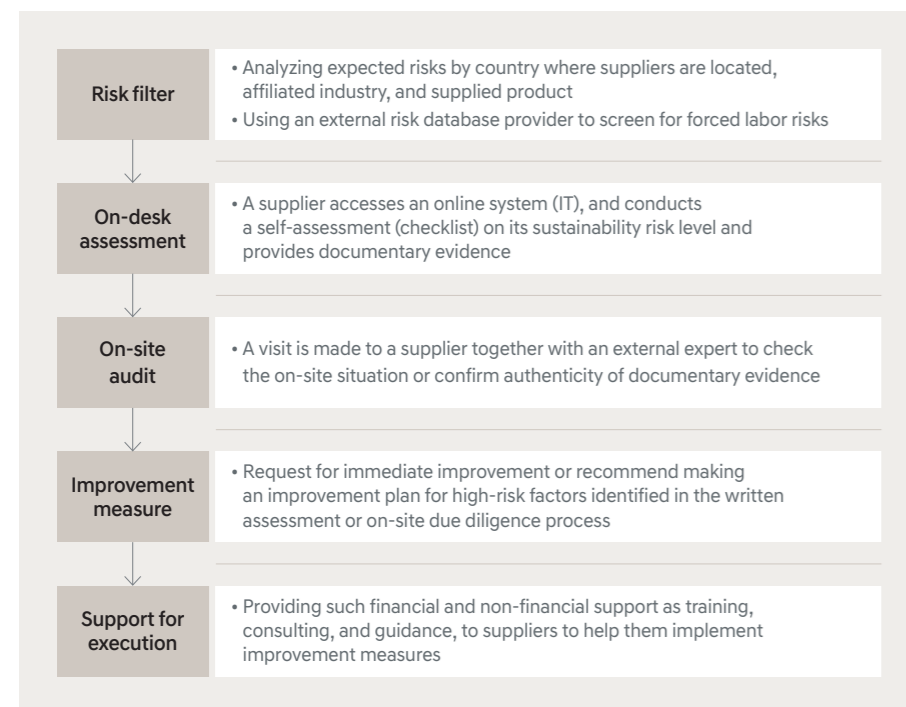 Risk filter
• Analyzing expected risks by country where suppliers are located,
affiliated industry, and supplied product
• Using an external risk database provider to screen for forced labor risks
On-desk
assessment
• A supplier accesses an online system (IT), and conducts
a self-assessment (checklist) on its sustainability risk level and
provides documentary evidence
On-site
audit
• A visit is made to a supplier together with an external expert to check
the on-site situation or confirm authenticity of documentary evidence
Improvement
measure
• Request for immediate improvement or recommend making
an improvement plan for high-risk factors identified in the written
assessment or on-site due diligence process
Support for
execution
• Providing such financial and non-financial support as training,
consulting, and guidance, to suppliers to help them implement
improvement measures